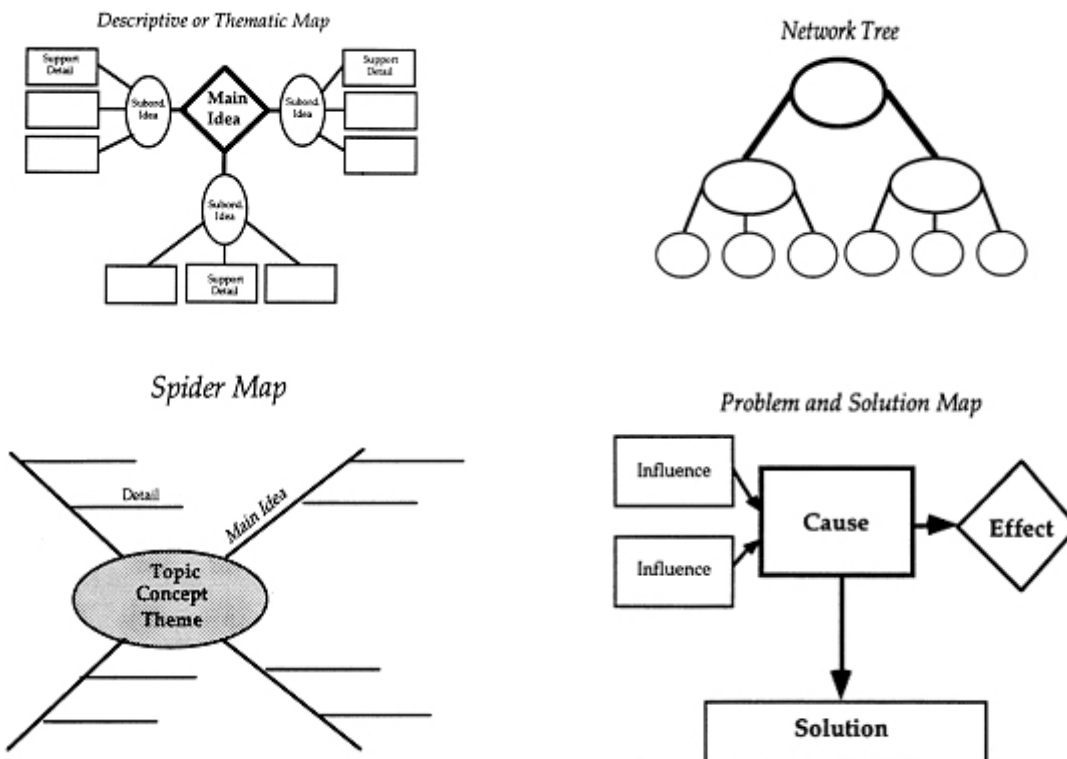 Descriptive or Thematic Map
Support
Detail
Subord.
Idea
Main
Idea
Subord.
Idea
Support
Detail
Subord.
Idea
Support
Detail
Network Tree
Spider Map
Detail
Main Idea
Topic
Concept
Theme
Problem and Solution Map
Influence
Influence
Cause
Effect
Solution